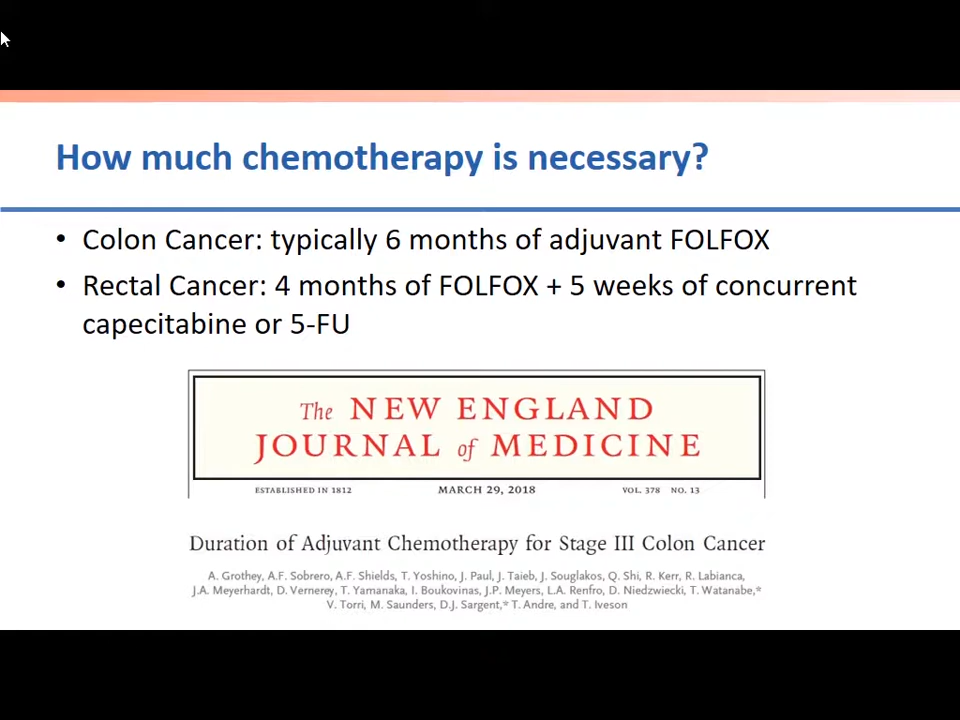 How much chemotherapy is necessary?
• Colon Cancer: typically 6 months of adjuvant FOLFOX
• Rectal Cancer: 4 months of FOLFOX + 5 weeks of concurrent
capecitabine or 5-FU
The NEW ENGLAND
JOURNAL of MEDICINE
ESTABLISHED IN 1812 MARCH 29, 2018 VOL. 378 NO. 13
Duration of Adjuvant Chemotherapy for Stage III Colon Cancer
A. Grothey, A.F. Sobrero, A.F. Shields, T. Yoshino, J. Paul, J. Taieb, J. Souglakos, Q. Shi, R. Kerr, R. Labianca,
J.A. Meyerhardt, D. Vernerey, T. Yamanaka, I. Boukovinas, J.P. Meyers, L.A. Renfro, D. Niedzwiecki, T. Watanabe,*
V. Torri, M. Saunders, D.J. Sargent,* T. Andre, and T. Iveson